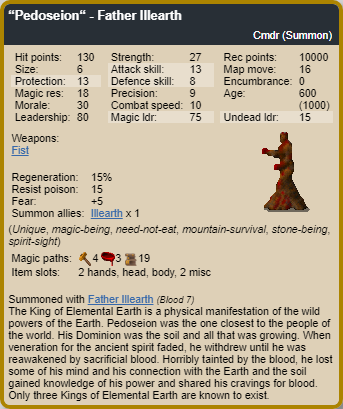 “Pedoseion“ - Father Illearth
Cmdr (Summon)
Hit points: 130 Strength: 27 Rec points: 10000
Size: 6 Attack skill: 13 Map move: 16
Protection: 13 Defence skill: 8 Encumbrance: 0
Magic res: 18 Precision: 9 Age: 600
Morale: 30 Combat speed: 10 (1000)
Leadership: 80 Magic ldr: 75 Undead ldr: 15
Weapons:
Fist
Regeneration: 15%
Resist poison: 15
Fear: +5
Summon allies: Illearth x 1
(Unique, magic-being, need-not-eat, mountain-survival, stone-being,
spirit-sight)
Magic paths: 4 3 19
Item slots: 2 hands, head, body, 2 misc
Summoned with Father Illearth (Blood 7)
The King of Elemental Earth is a physical manifestation of the wild
powers of the Earth. Pedoseion was the one closest to the people of
the world. His Dominion was the soil and all that was growing. When
veneration for the ancient spirit faded, he withdrew until he was
reawakened by sacrificial blood. Horribly tainted by the blood, he lost
some of his mind and his connection with the Earth and the soil
gained knowledge of his power and shared his cravings for blood.
Only three Kings of Elemental Earth are known to exist.